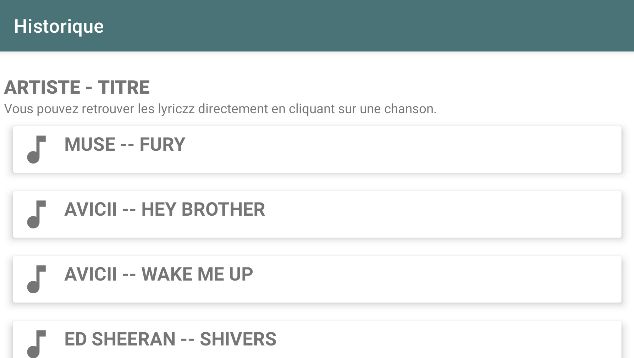 Historique
ARTISTE - TITRE
Vous pouvez retrouver les lyriczz directement en cliquant sur une chanson.
MUSE -- FURY
AVICII -- HEY BROTHER
AVICII -- WAKE ME UP
ED SHEERAN -- SHIVERS